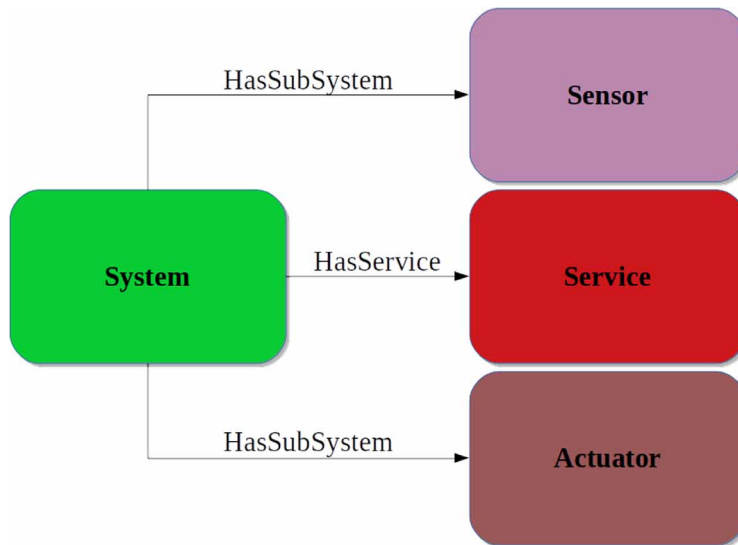 HasSubSystem
Sensor
System
HasService
Service
HasSubSystem
Actuator